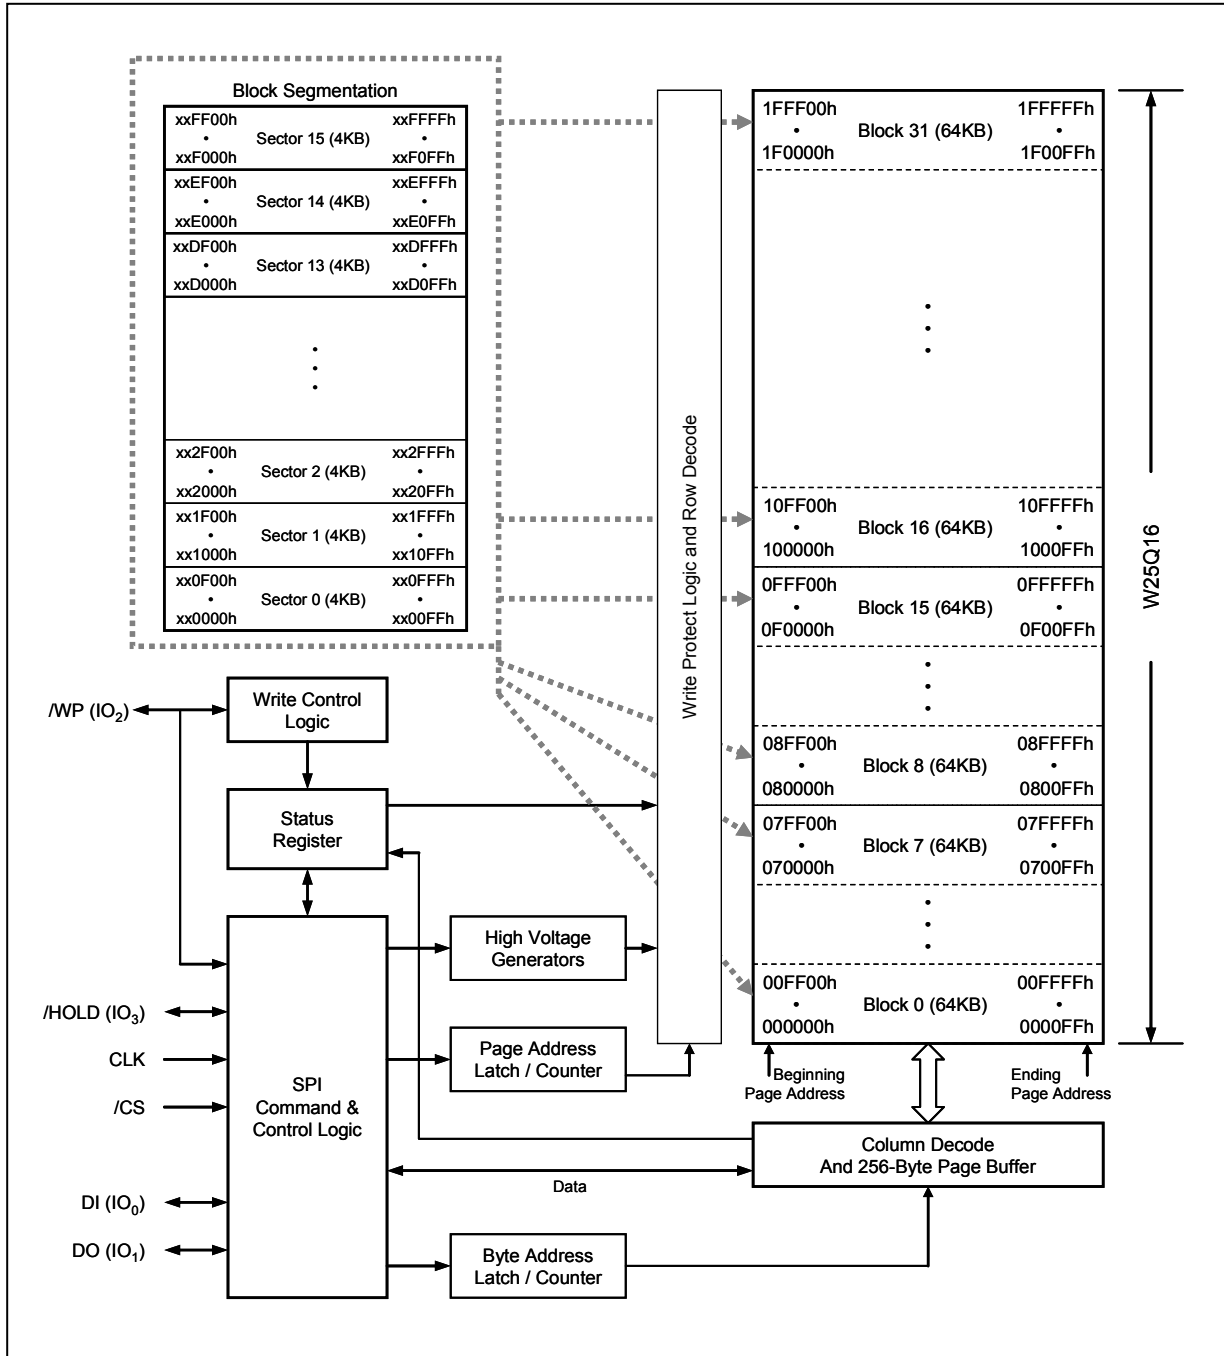 Block Segmentation
xxFF00h xxFFFFh
• Sector 15 (4KB) •
xxF000h xxF0FFh
xxEF00h xxEFFFh
• Sector 14 (4KB) •
xxE000h xxE0FFh
xxDF00h xxDFFFh
• Sector 13 (4KB) •
xxD000h xxD0FFh
xx2F00h xx2FFFh
• Sector 2 (4KB) •
xx2000h xx20FFh
xx1F00h xx1FFFh
• Sector 1 (4KB) •
xx1000h xx10FFh
xx0F00h xx0FFFh
• Sector 0 (4KB) •
xx0000h xx00FFh
Write Protect Logic and Row Decode
1FFF00h 1FFFFFh
• Block 31 (64KB) •
1F0000h 1F00FFh
10FF00h 10FFFFh
• Block 16 (64KB) •
100000h 1000FFh
0FFF00h 0FFFFFh
• Block 15 (64KB) •
0F0000h 0F00FFh
08FF00h 08FFFFh
• Block 8 (64KB) •
080000h 0800FFh
07FF00h 07FFFFh
• Block 7 (64KB) •
070000h 0700FFh
00FF00h 00FFFFh
• Block 0 (64KB) •
000000h 0000FFh
W25Q16
Beginning
Page Address
Ending
Page Address
/WP (IO2)
Write Control
Logic
Status
Register
High Voltage
Generators
/HOLD (IO3)
CLK
/CS
SPI
Command &
Control Logic
Page Address
Latch / Counter
Column Decode
And 256-Byte Page Buffer
Data
DI (IO0)
DO (IO1)
Byte Address
Latch / Counter